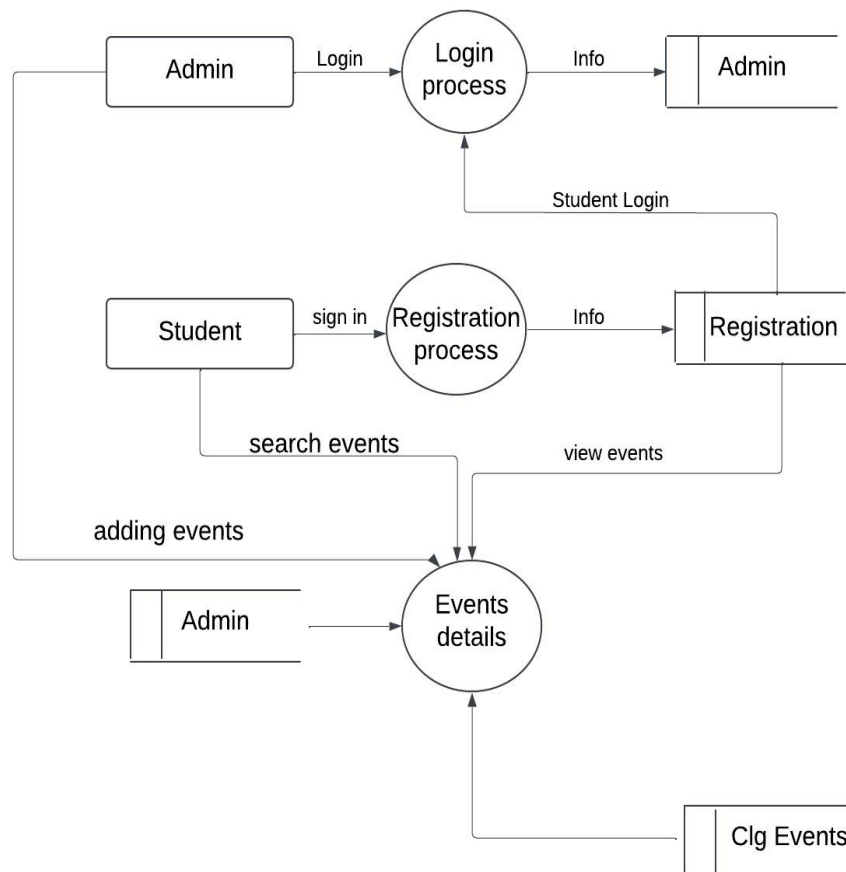 Admin
Login
Login
process
Info
Admin
Student Login
Student
sign in
Registration
process
Info
Registration
search events
view events
adding events
Admin
Events
details
Clg Events